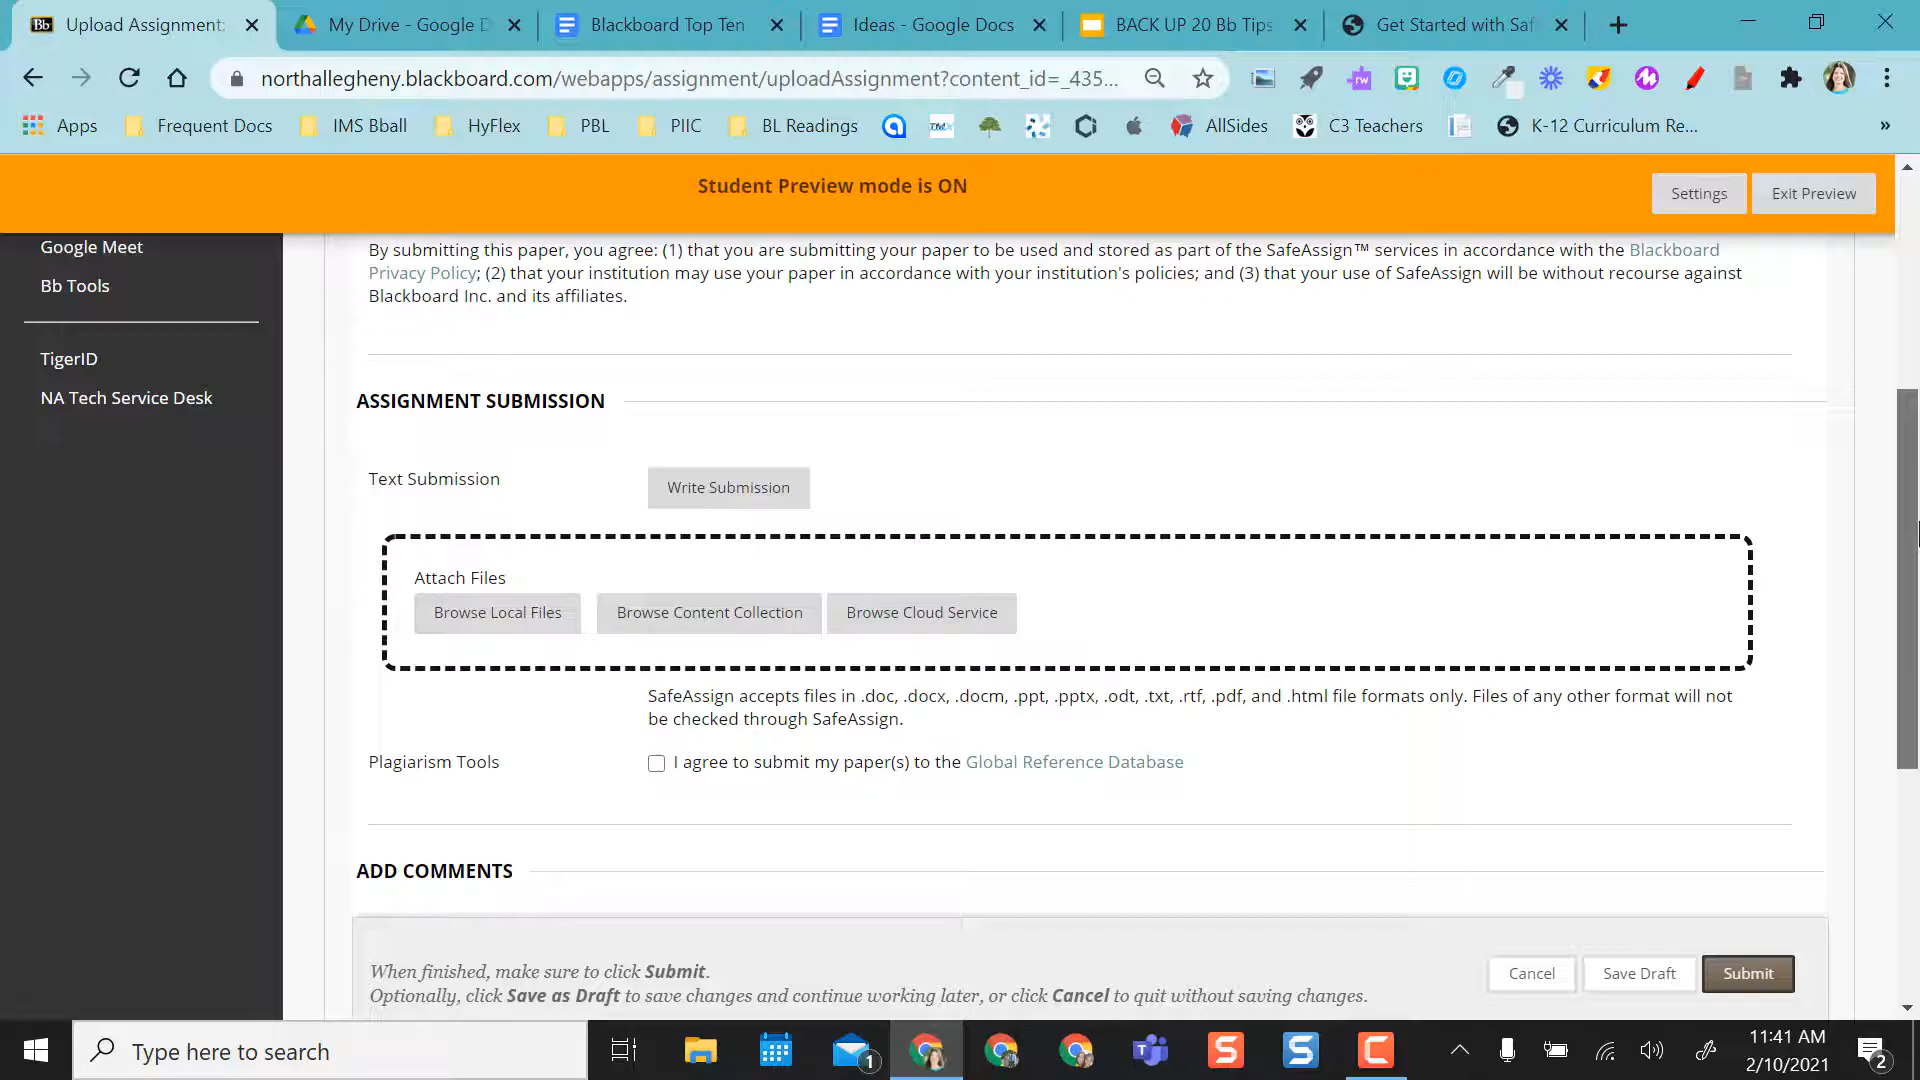 Bb Upload Assignment:
My Drive - Google D
Blackboard Top Ten
Ideas - Google Docs
BACK UP 20 Bb Tips
Get Started with Saf
northallegheny.blackboard.com/webapps/assignment/uploadAssignment?content_id=_435...
Apps
Frequent Docs
IMS Bball
HyFlex
PBL
PIIC
BL Readings
AllSides
C3 Teachers
K-12 Curriculum Re...
»
Student Preview mode is ON
Settings
Exit Preview
Google Meet
Bb Tools
TigerID
NA Tech Service Desk
By submitting this paper, you agree: (1) that you are submitting your paper to be used and stored as part of the SafeAssign™ services in accordance with the Blackboard
Privacy Policy; (2) that your institution may use your paper in accordance with your institution's policies; and (3) that your use of SafeAssign will be without recourse against
Blackboard Inc. and its affiliates.
ASSIGNMENT SUBMISSION
Text Submission
Write Submission
Attach Files
Browse Local Files
Browse Content Collection
Browse Cloud Service
SafeAssign accepts files in .doc, .docx, .docm, .ppt, .pptx, .odt, .txt, .rtf, .pdf, and .html file formats only. Files of any other format will not
be checked through SafeAssign.
Plagiarism Tools
I agree to submit my paper(s) to the Global Reference Database
ADD COMMENTS
When finished, make sure to click Submit.
Optionally, click Save as Draft to save changes and continue working later, or click Cancel to quit without saving changes.
Cancel
Save Draft
Submit
Type here to search
1
11:41 AM
2/10/2021
2